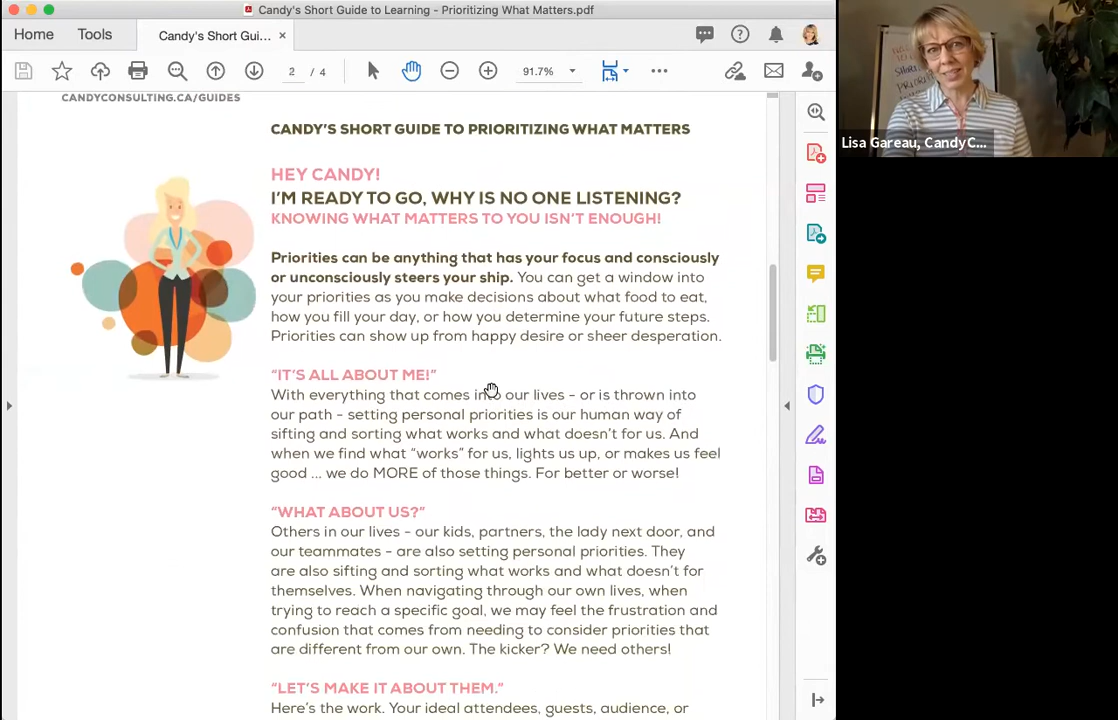 Candy's Short Guide to Learning - Prioritizing What Matters.pdf
Home
Tools
Candy's Short Gui...
2 / 4
91.7%
CANDYCONSULTING.CA/GUIDES
CANDY'S SHORT GUIDE TO PRIORITIZING WHAT MATTERS
HEY CANDY!
I'M READY TO GO, WHY IS NO ONE LISTENING?
KNOWING WHAT MATTERS TO YOU ISN'T ENOUGH!
Priorities can be anything that has your focus and consciously
or unconsciously steers your ship. You can get a window into
your priorities as you make decisions about what food to eat,
how you fill your day, or how you determine your future steps.
Priorities can show up from happy desire or sheer desperation.
"IT'S ALL ABOUT ME!"
With everything that comes into our lives - or is thrown into
our path - setting personal priorities is our human way of
sifting and sorting what works and what doesn't for us. And
when we find what "works" for us, lights us up, or makes us feel
good ... we do MORE of those things. For better or worse!
"WHAT ABOUT US?"
Others in our lives - our kids, partners, the lady next door, and
our teammates - are also setting personal priorities. They
are also sifting and sorting what works and what doesn't for
themselves. When navigating through our own lives, when
trying to reach a specific goal, we may feel the frustration and
confusion that comes from needing to consider priorities that
are different from our own. The kicker? We need others!
"LET'S MAKE IT ABOUT THEM."
Here's the work. Your ideal attendees, guests, audience, or
Lisa Gareau, CandyC...